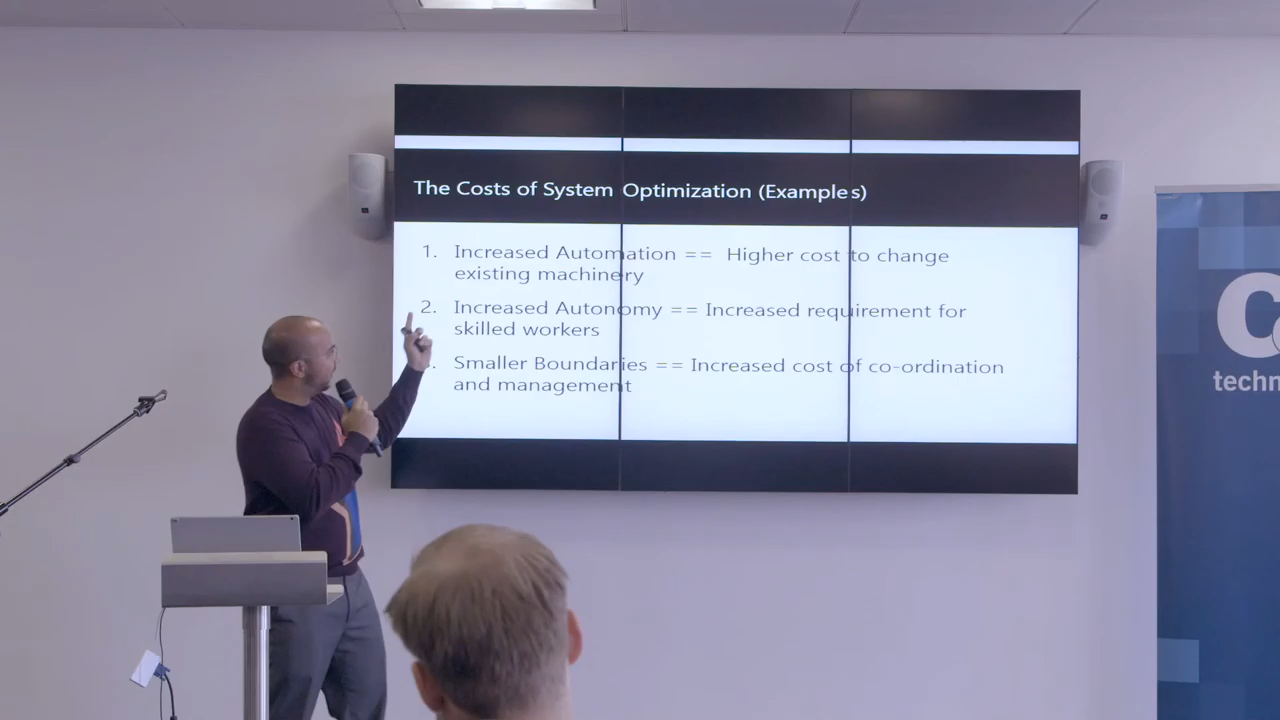 The Costs of System Optimization (Examples)
1. Increased Automation == Higher cost to change
existing machinery
2. Increased Autonomy == Increased requirement for
skilled workers
Smaller Boundaries == Increased cost of co-ordination
and management